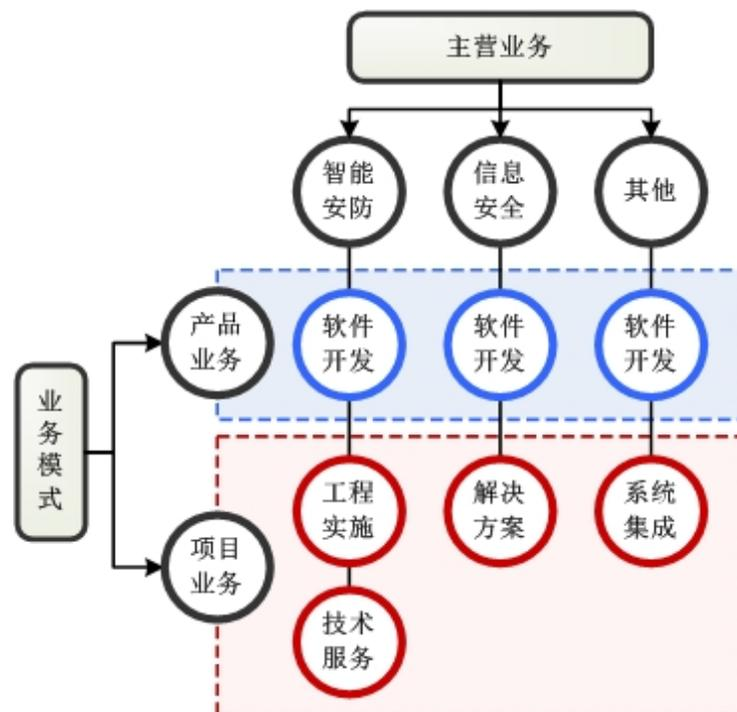 主营业务
智能
安防
信息
安全
其他
产品
业务
软件
开发
软件
开发
软件
开发
业
务
模
式
工程
实施
解决
方案
系统
集成
项目
业务
技术
服务